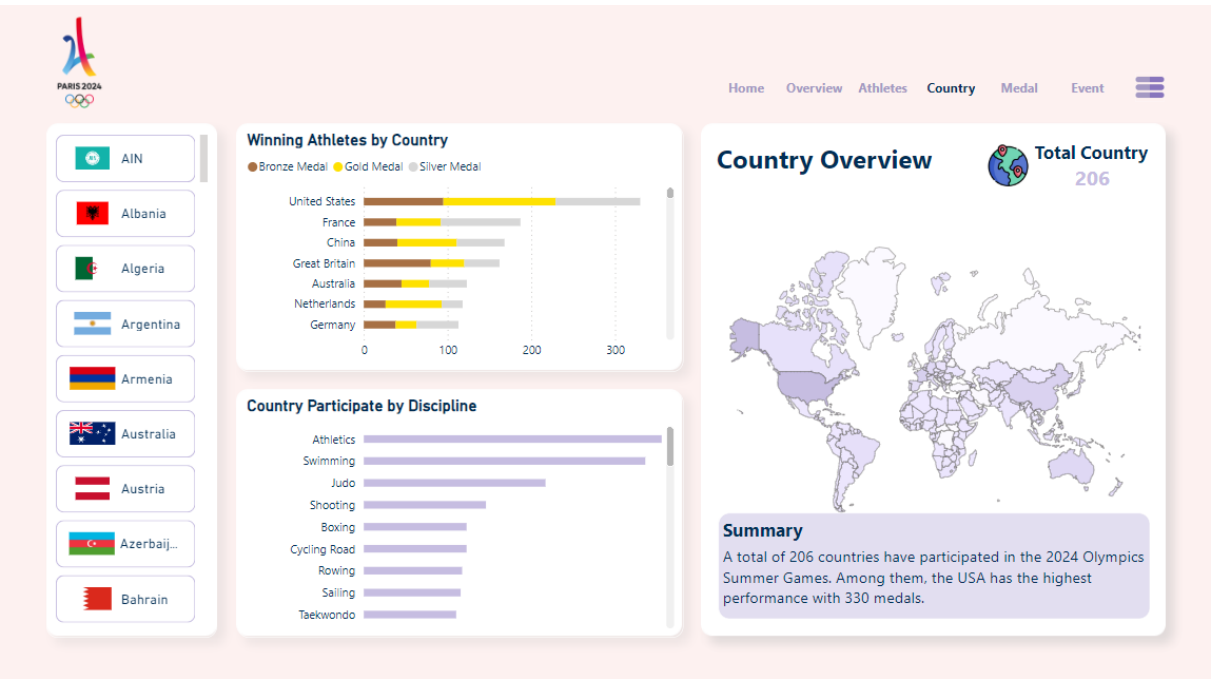 PARIS 2024
Home Overview Athletes Country Medal Event
AIN
Albania
Algeria
Argentina
Armenia
Australia
Austria
Azerbaij...
Bahrain
Winning Athletes by Country
Bronze Medal Gold Medal Silver Medal
United States
France
China
Great Britain
Australia
Netherlands
Germany
0 100 200 300
Country Participate by Discipline
Athletics
Swimming
Judo
Shooting
Boxing
Cycling Road
Rowing
Sailing
Taekwondo
Country Overview
Total Country
206
Summary
A total of 206 countries have participated in the 2024 Olympics
Summer Games. Among them, the USA has the highest
performance with 330 medals.